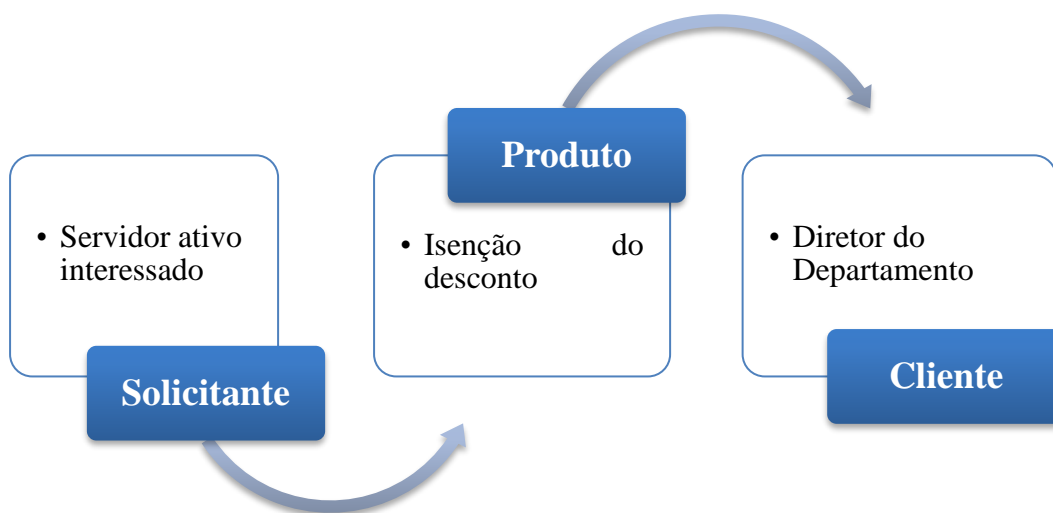 • Servidor ativo
interessado
Solicitante
Produto
• Isenção do
desconto
• Diretor do
Departamento
Cliente